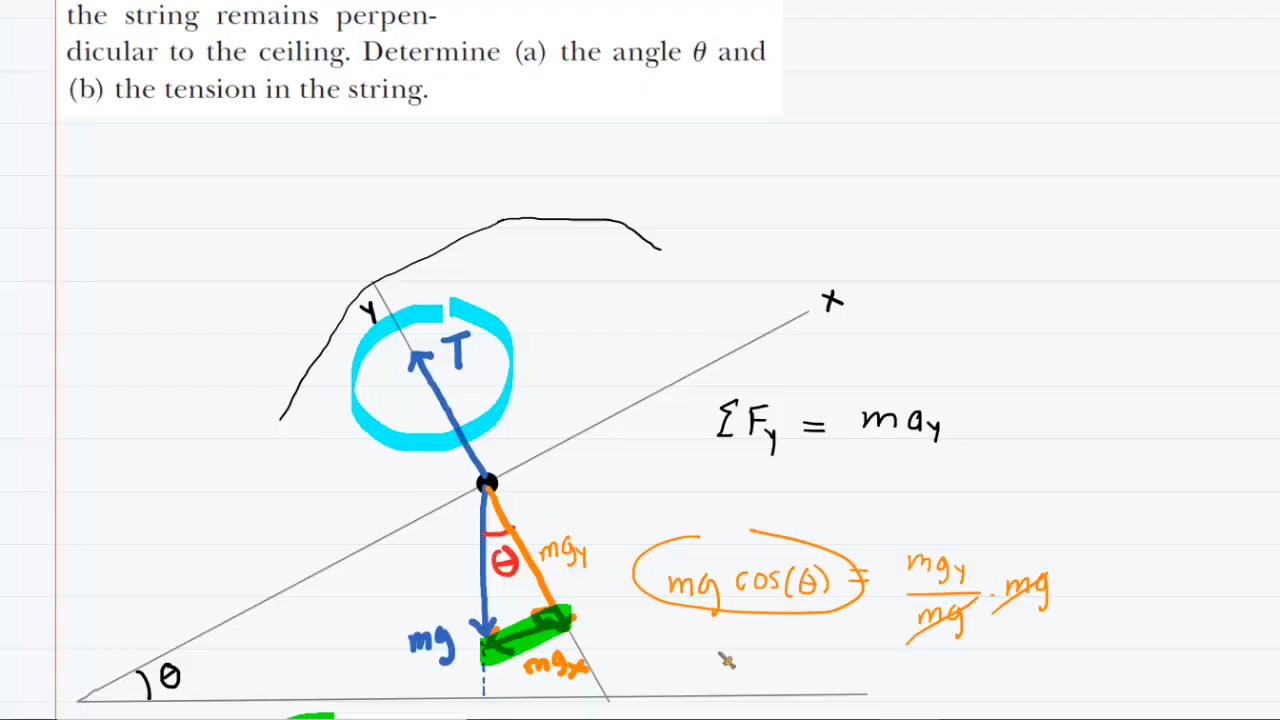 the string remains perpen-
dicular to the ceiling. Determine (a) the angle θ and
(b) the tension in the string.
Y
x
T
ΣFy = may
θ
mgy
mg cos(θ) = mgy / mg · mg
mg
mgx
θ